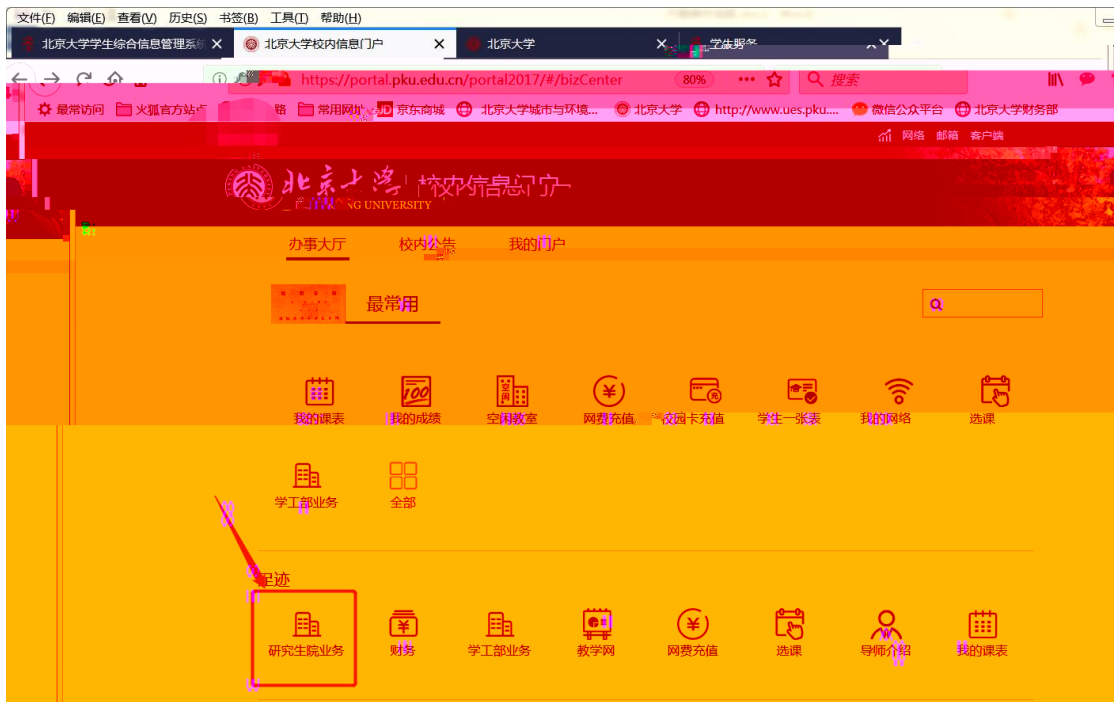 文件(F) 编辑(E) 查看(V) 历史(S) 书签(B) 工具(T) 帮助(H)
北京大学学生综合信息管理系统 北京大学校内信息门户 北京大学 学生服务
https://portal.pku.edu.cn/portal2017/#/bizCenter 80% 搜索
最常访问 火狐官方站点 路 常用网址 JD 京东商城 北京大学城市与环境... 北京大学 http://www.ues.pku.... 微信公众平台 北京大学财务部
网络 邮箱 客户端
北京大学 校内信息门户
NG UNIVERSITY
办事大厅 校内公告 我的门户
最常用
我的课表 我的成绩 空闲教室 网费充值 校园卡充值 学生一张表 我的网络 选课
学工部业务 全部
足迹
研究生院业务 财务 学工部业务 教学网 网费充值 选课 导师介绍 我的课表